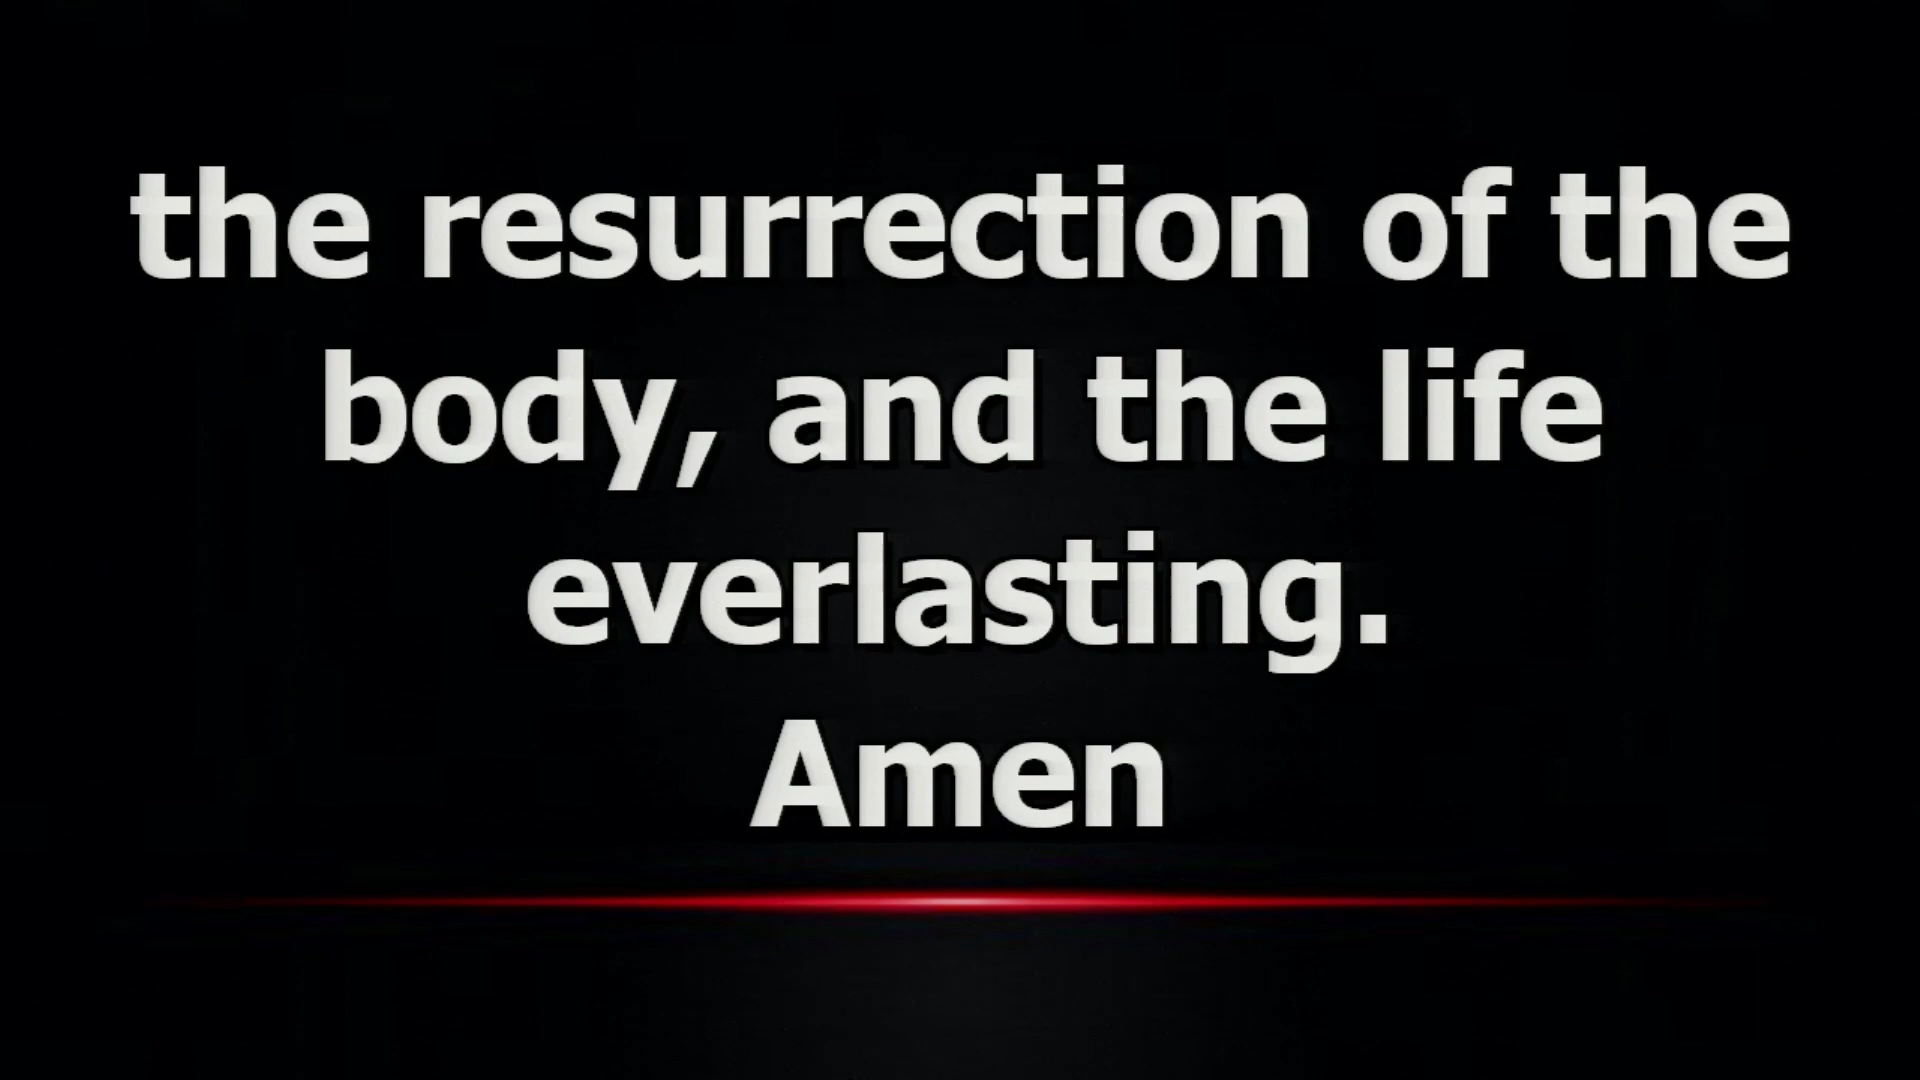 the resurrection of the
body, and the life
everlasting.
Amen